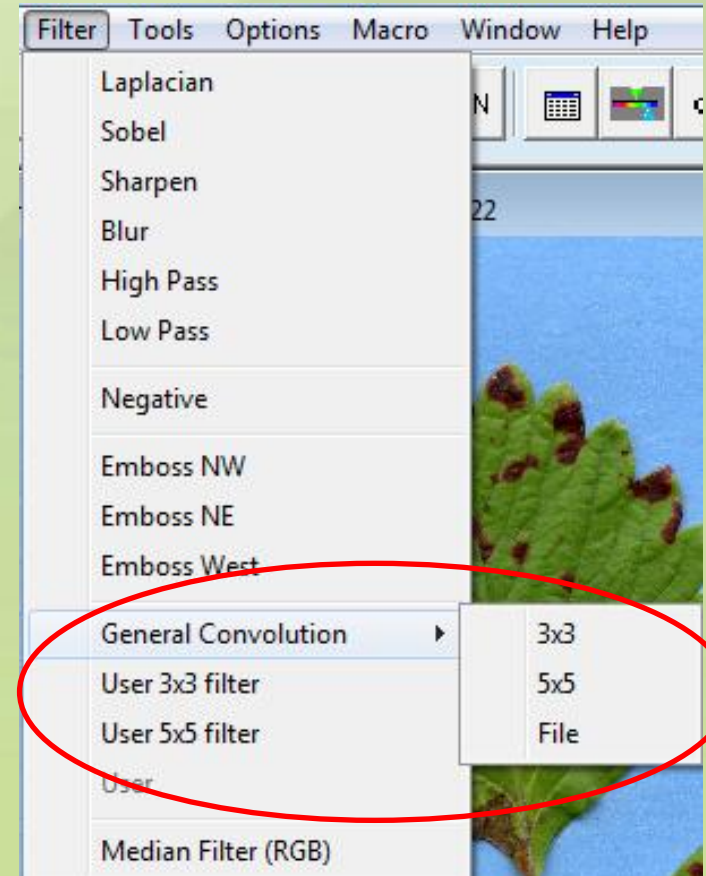 Filter Tools Options Macro Window Help
N
22
Laplacian
Sobel
Sharpen
Blur
High Pass
Low Pass
Negative
Emboss NW
Emboss NE
Emboss West
General Convolution
3x3
User 3x3 filter
5x5
User 5x5 filter
File
User
Median Filter (RGB)